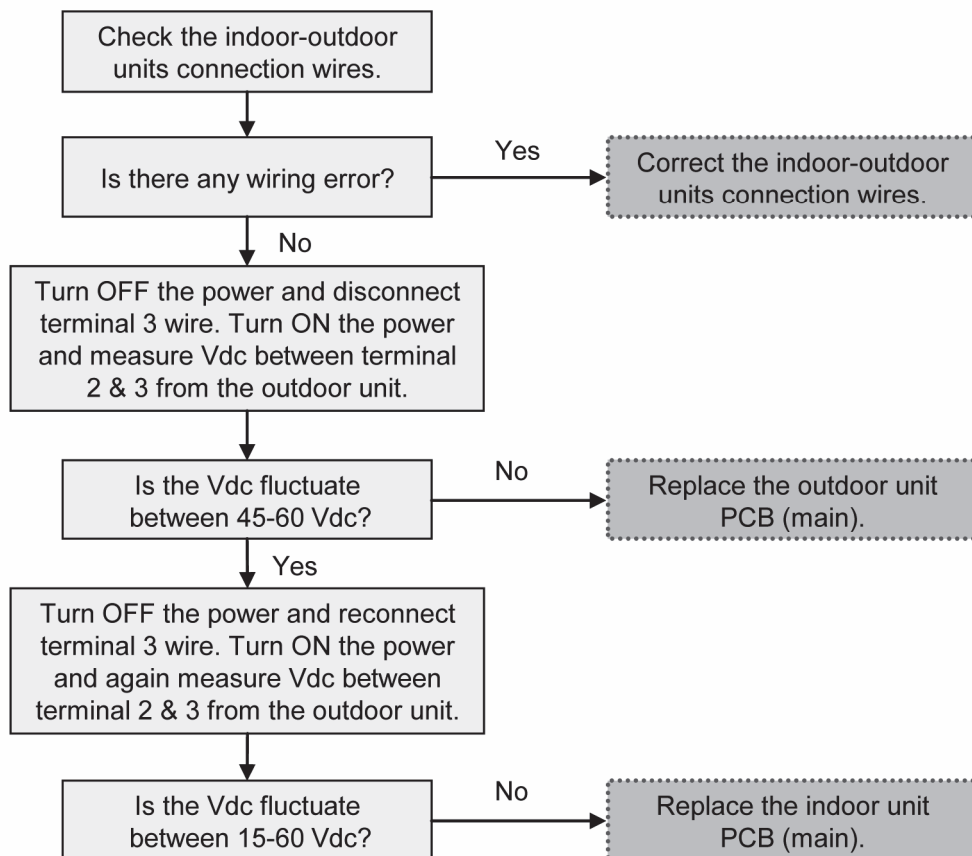 Check the indoor-outdoor
units connection wires.
Is there any wiring error?
Yes
Correct the indoor-outdoor
units connection wires.
No
Turn OFF the power and disconnect
terminal 3 wire. Turn ON the power
and measure Vdc between terminal
2 & 3 from the outdoor unit.
Is the Vdc fluctuate
between 45-60 Vdc?
No
Replace the outdoor unit
PCB (main).
Yes
Turn OFF the power and reconnect
terminal 3 wire. Turn ON the power
and again measure Vdc between
terminal 2 & 3 from the outdoor unit.
Is the Vdc fluctuate
between 15-60 Vdc?
No
Replace the indoor unit
PCB (main).